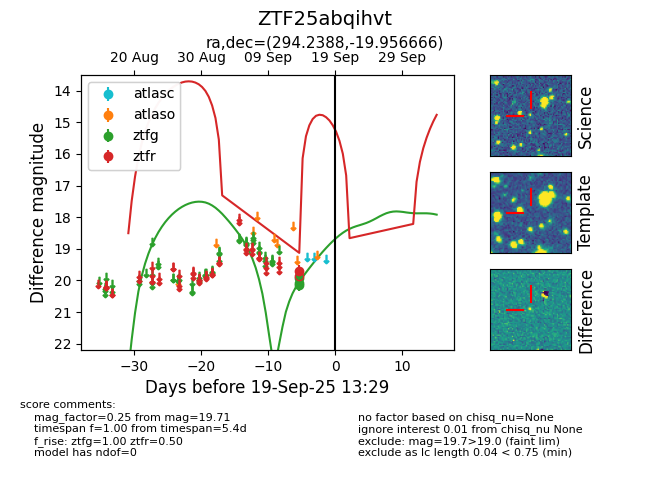 ZTF25abqihvt
ra,dec=(294.2388,-19.956666)
20 Aug 30 Aug 09 Sep 19 Sep 29 Sep
14
15
16
17
18
19
20
21
22
Difference magnitude
atlasc
atlaso
ztfg
ztfr
−30 −20 −10 0 10
Days before 19-Sep-25 13:29
Science
Template
Difference
score comments:
mag_factor=0.25 from mag=19.71
timespan f=1.00 from timespan=5.4d
f_rise: ztfg=1.00 ztfr=0.50
model has ndof=0
no factor based on chisq_nu=None
ignore interest 0.01 from chisq_nu None
exclude: mag=19.7>19.0 (faint lim)
exclude as lc length 0.04 < 0.75 (min)